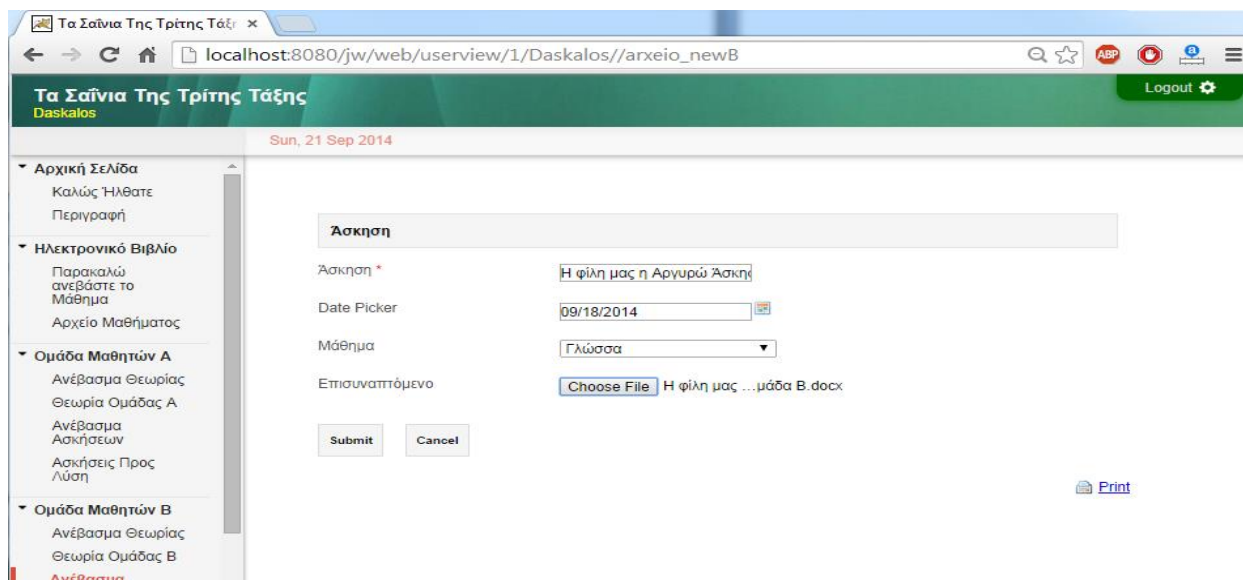 Τα Σαΐνια Της Τρίτης Τάξη
localhost:8080/jw/web/userview/1/Daskalos//arxeio_newB
ABP
a
Τα Σαΐνια Της Τρίτης Τάξης
Daskalos
Logout
Sun, 21 Sep 2014
Αρχική Σελίδα
Καλώς Ήλθατε
Περιγραφή
Ηλεκτρονικό Βιβλίο
Παρακαλώ
ανεβάστε το
Μάθημα
Αρχείο Μαθήματος
Ομάδα Μαθητών Α
Ανέβασμα Θεωρίας
Θεωρία Ομάδας Α
Ανέβασμα
Ασκήσεων
Ασκήσεις Προς
Λύση
Ομάδα Μαθητών Β
Ανέβασμα Θεωρίας
Θεωρία Ομάδας Β
Ανέβασμα
Άσκηση
Άσκηση *
Η φίλη μας η Αργυρώ Άσκησ
Date Picker
09/18/2014
Μάθημα
Γλώσσα
Επισυναπτόμενο
Choose File Η φίλη μας …μάδα Β.docx
Submit Cancel
Print